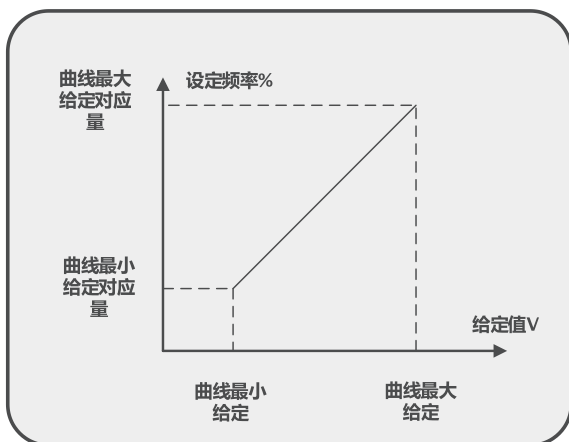 曲线最大
给定对应
量
设定频率%
曲线最小
给定对应
量
给定值V
曲线最小
给定
曲线最大
给定